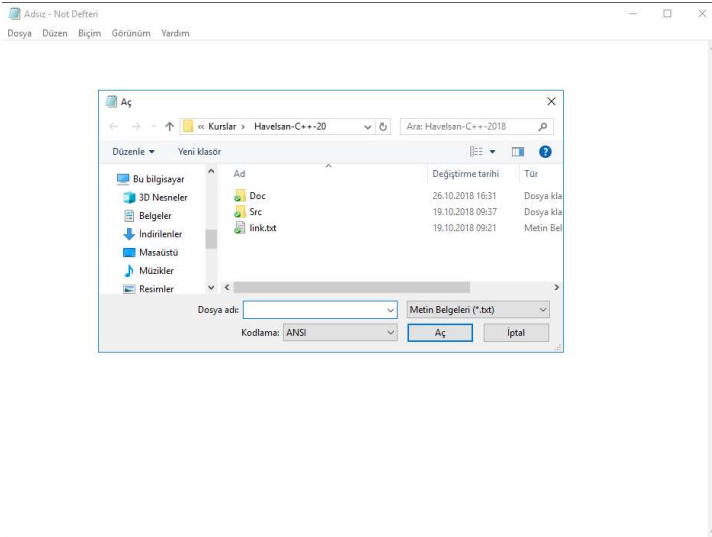 Adsız - Not Defteri
Dosya Düzen Biçim Görünüm Yardım
Aç
« Kurslar › Havelsan-C++-20
Ara: Havelsan-C++-2018
Düzenle Yeni klasör
Bu bilgisayar
3D Nesneler
Belgeler
İndirilenler
Masaüstü
Müzikler
Resimler
Ad Değiştirme tarihi Tür
Doc 26.10.2018 16:31 Dosya kla
Src 19.10.2018 09:37 Dosya kla
link.txt 19.10.2018 09:21 Metin Bel
Dosya adı: Metin Belgeleri (*.txt)
Kodlama: ANSI Aç İptal